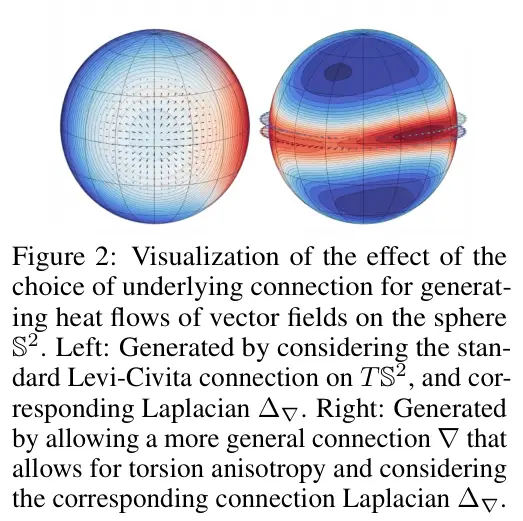 Figure 2: Visualization of the effect of the
choice of underlying connection for generat-
ing heat flows of vector fields on the sphere
𝕊². Left: Generated by considering the stan-
dard Levi-Civita connection on T𝕊², and cor-
responding Laplacian Δ∇. Right: Generated
by allowing a more general connection ∇ that
allows for torsion anisotropy and considering
the corresponding connection Laplacian Δ∇.